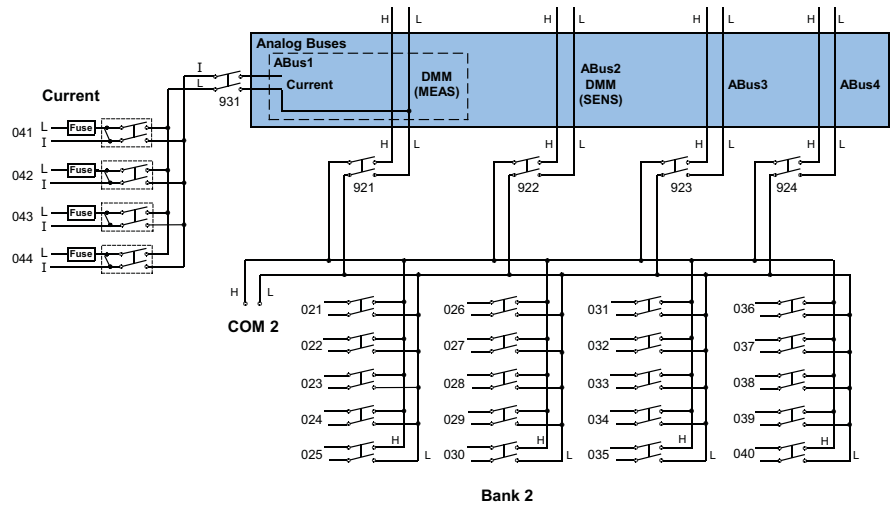 H L H L H L H L
Analog Buses
ABus1
Current
DMM
(MEAS)
ABus2
DMM
(SENS)
ABus3
ABus4
I
L
931
Current
041 L Fuse
I
042 L Fuse
I
043 L Fuse
I
044 L Fuse
I
H L H L H L H L
921 922 923 924
H L
COM 2
021 026 031 036
022 027 032 037
023 028 033 038
024 029 034 039
H H H H
025 L 030 L 035 L 040 L
Bank 2